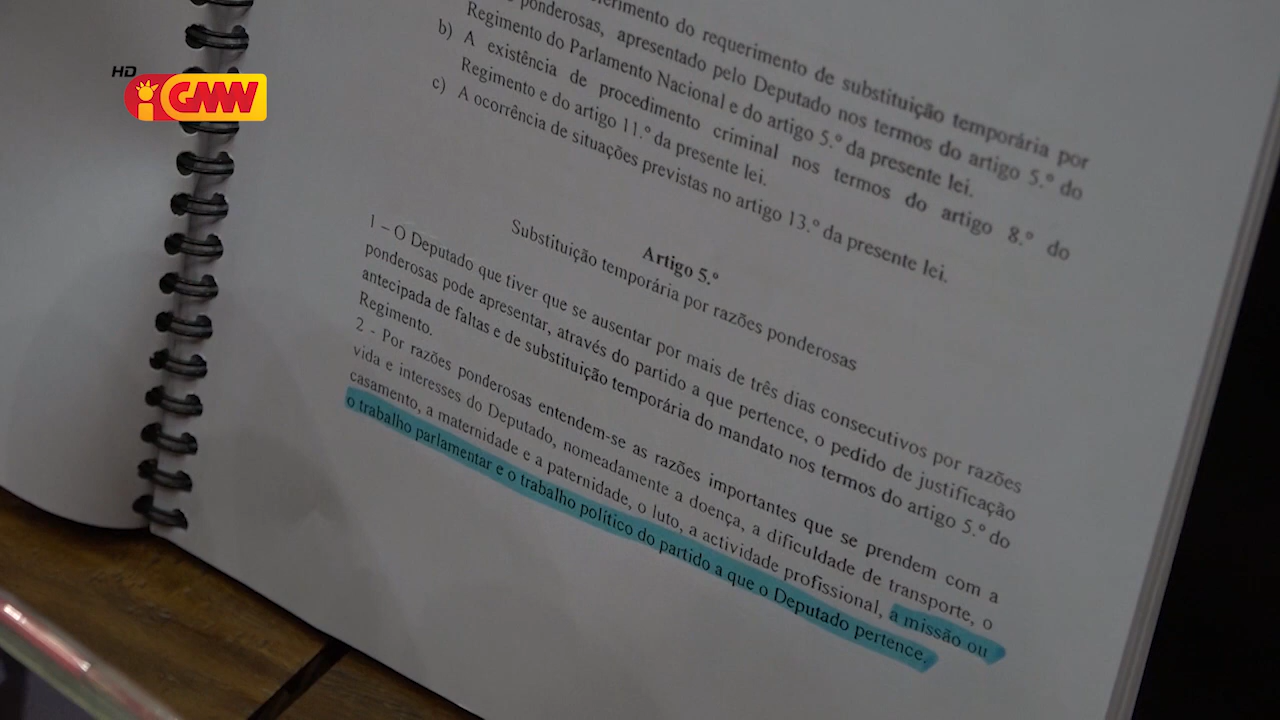 HD
GMW
requerimento de substituição temporária por
ponderosas, apresentado pelo Deputado nos termos do artigo 5.º do
Regimento do Parlamento Nacional e do artigo 5.º da presente lei.
b) A existência de procedimento criminal nos termos do artigo 8.º do
Regimento e do artigo 11.º da presente lei.
c) A ocorrência de situações previstas no artigo 13.º da presente lei.
Artigo 5.º
Substituição temporária por razões ponderosas
1 – O Deputado que tiver que se ausentar por mais de três dias consecutivos por razões
ponderosas pode apresentar, através do partido a que pertence, o pedido de justificação
antecipada de faltas e de substituição temporária do mandato nos termos do artigo 5.º do
Regimento.
2 - Por razões ponderosas entendem-se as razões importantes que se prendem com a
vida e interesses do Deputado, nomeadamente a doença, a dificuldade de transporte, o
casamento, a maternidade e a paternidade, o luto, a actividade profissional, a missão ou
o trabalho parlamentar e o trabalho político do partido a que o Deputado pertence.